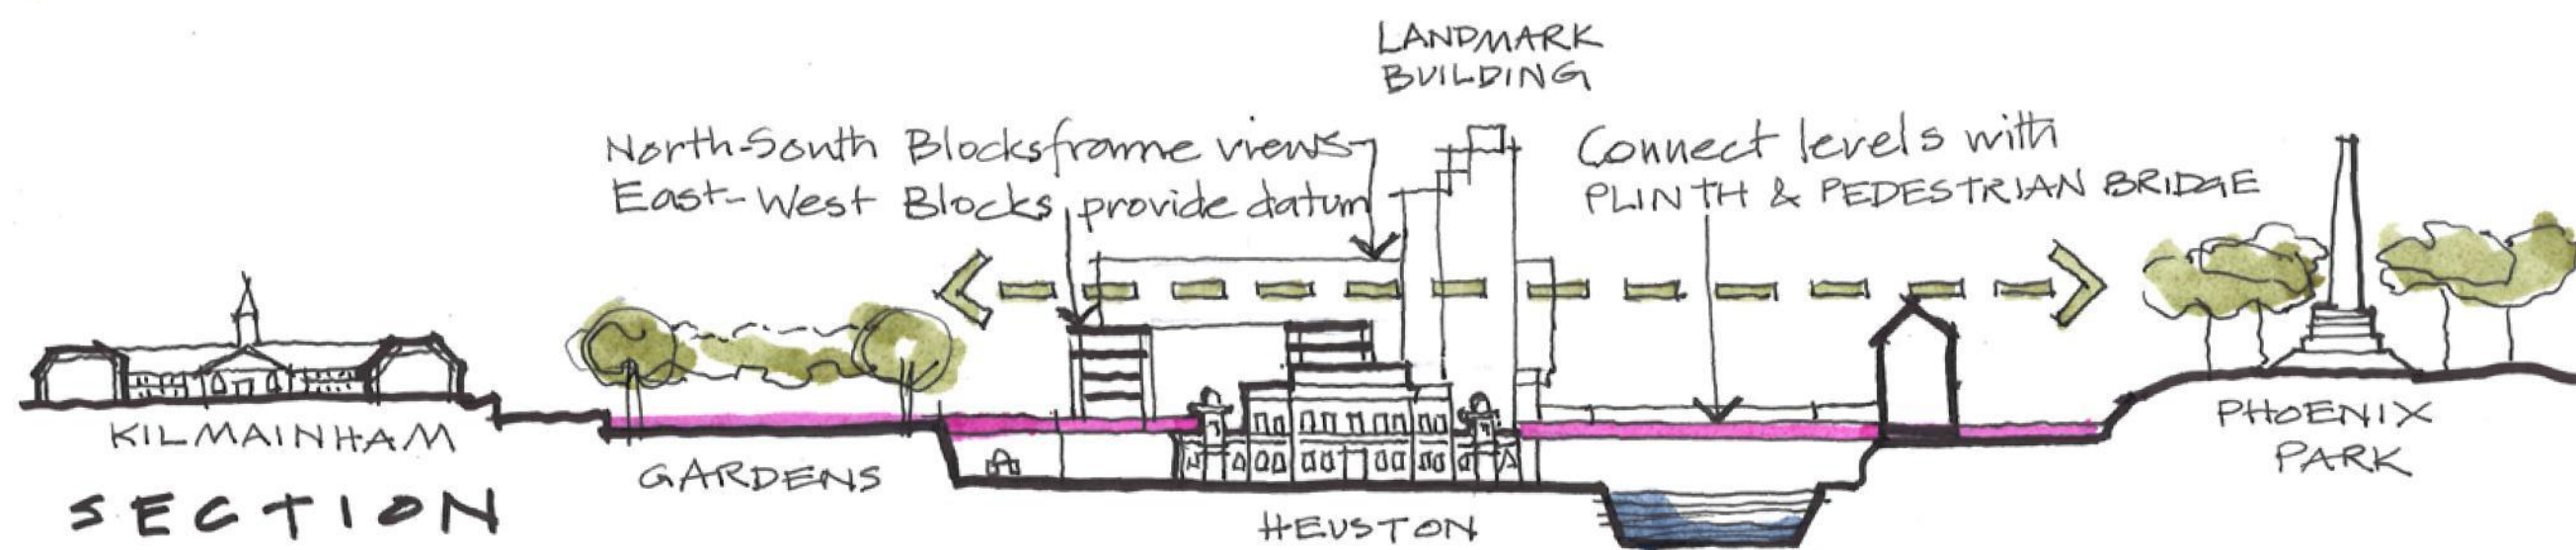 LANDMARK
BUILDING
North-South Blocks frame views
East-West Blocks provide datum
Connect levels with
PLINTH & PEDESTRIAN BRIDGE
KILMAINHAM
GARDENS
HEUSTON
PHOENIX
PARK
SECTION